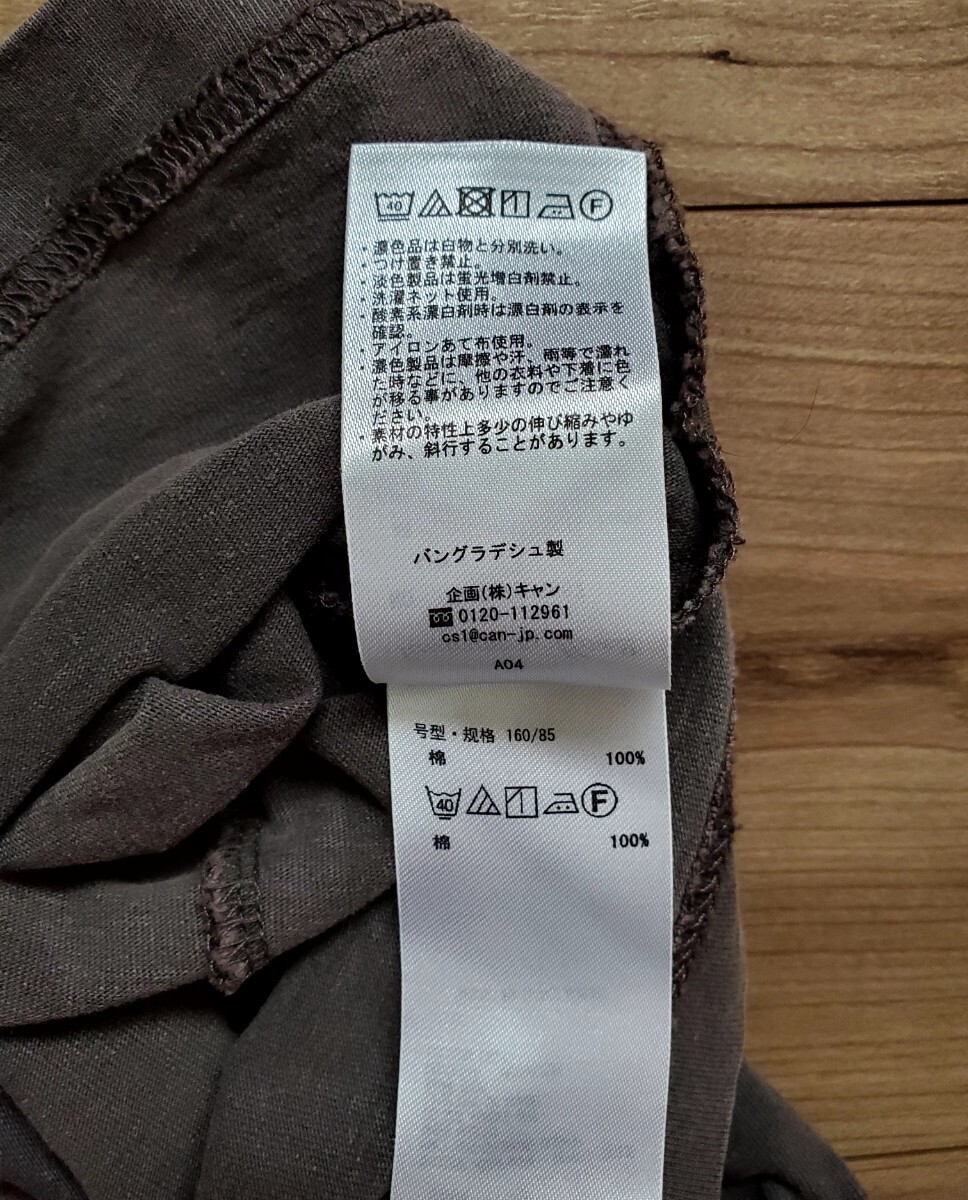 40 F
・濃色品は白物と分別洗い。
・つけ置き禁止。
・淡色製品は蛍光増白剤禁止。
・洗濯ネット使用。
・酸素系漂白剤時は漂白剤の表示を
確認。
・アイロンあて布使用。
・濃色製品は摩擦や汗、雨等で濡れ
た時などに、他の衣料や下着に色
が移る事がありますのでご注意く
ださい。
・素材の特性上多少の伸び縮みやゆ
がみ、斜行することがあります。
バングラデシュ製
企画(株)キャン
0120-112961
cs1@can-jp.com
A04
号型・规格 160/85
棉 100%
40 F
棉 100%